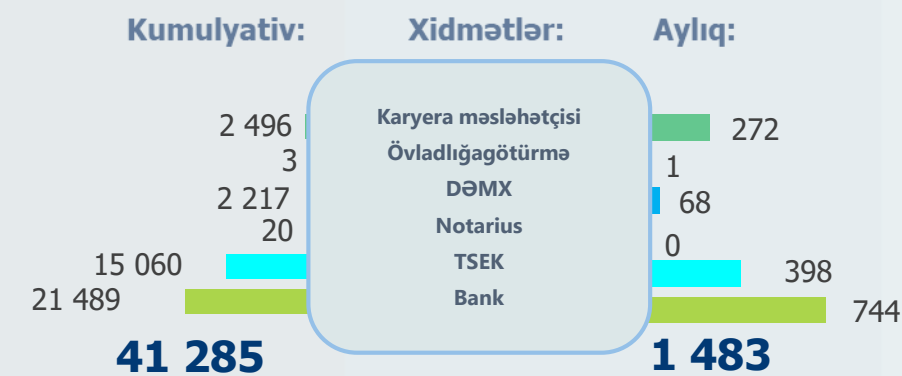 Kumulyativ: Xidmətlər: Aylıq:
2 496 Karyera məsləhətçisi 272
3 Övladlığagötürmə 1
2 217 DƏMX 68
20 Notarius 0
15 060 TSEK 398
21 489 Bank 744
41 285 1 483